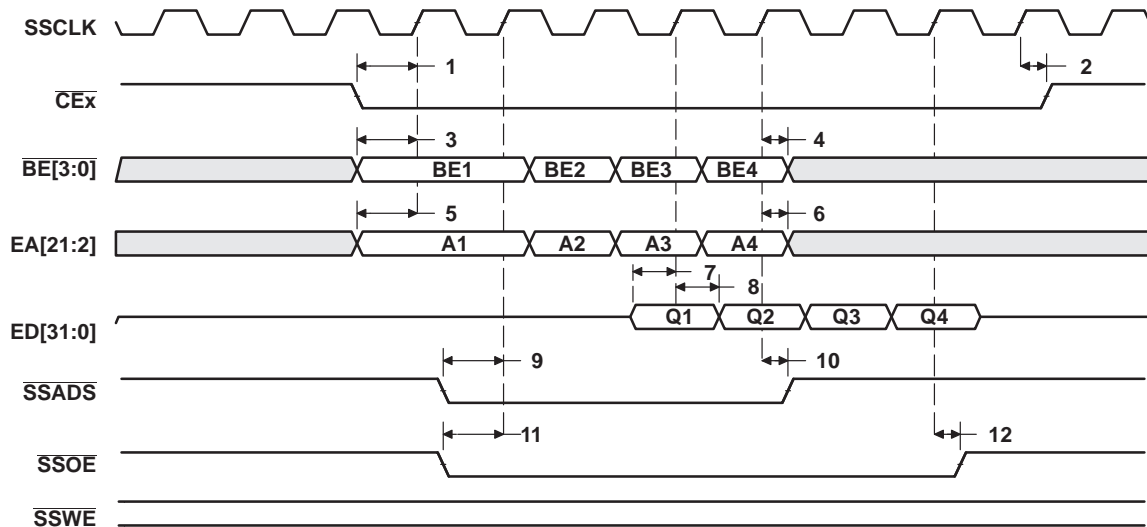 SSCLK
1
2
CEx
3
4
BE[3:0]
BE1 BE2 BE3 BE4
5
6
EA[21:2]
A1 A2 A3 A4
7
8
Q1 Q2 Q3 Q4
ED[31:0]
9
10
SSADS
11
12
SSOE
SSWE